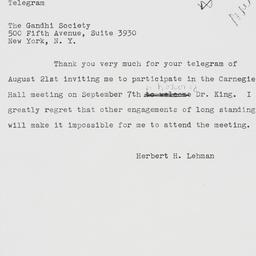 Telegram
The Gandhi Society
500 Fifth Avenue, Suite 3930
New York, N. Y.
Thank you very much for your telegram of
August 21st inviting me to participate in the Carnegie
Hall meeting on September 7th to welcome Dr. King. I
greatly regret that other engagements of long standing
will make it impossible for me to attend the meeting.
Herbert H. Lehman